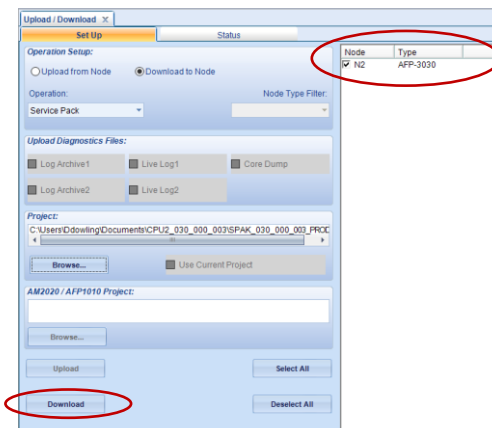 Upload / Download X
Set Up Status
Operation Setup:
Upload from Node Download to Node
Operation: Node Type Filter:
Service Pack
Upload Diagnostics Files:
Log Archive1 Live Log1 Core Dump
Log Archive2 Live Log2
Project:
C:\Users\Ddowling\Documents\CPU2_030_000_003\SPAK_030_000_003_PROD
Browse... Use Current Project
AM2020 / AFP1010 Project:
Browse...
Upload Select All
Download Deselect All
Node Type
N2 AFP-3030